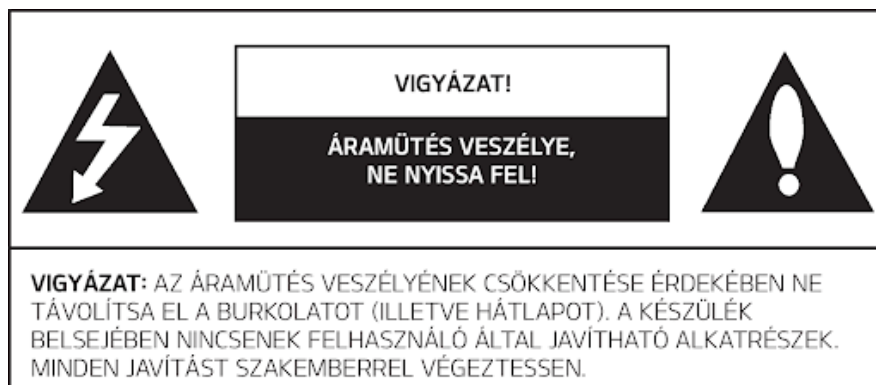 VIGYÁZAT!
ÁRAMÜTÉS VESZÉLYE,
NE NYISSA FEL!
VIGYÁZAT: AZ ÁRAMÜTÉS VESZÉLYÉNEK CSÖKKENTÉSE ÉRDEKÉBEN NE
TÁVOLÍTSA EL A BURKOLATOT (ILLETVE HÁTLAPOT). A KÉSZÜLÉK
BELSEJÉBEN NINCSENEK FELHASZNÁLÓ ÁLTAL JAVÍTHATÓ ALKATRÉSZEK.
MINDEN JAVÍTÁST SZAKEMBERREL VÉGEZTESSEN.